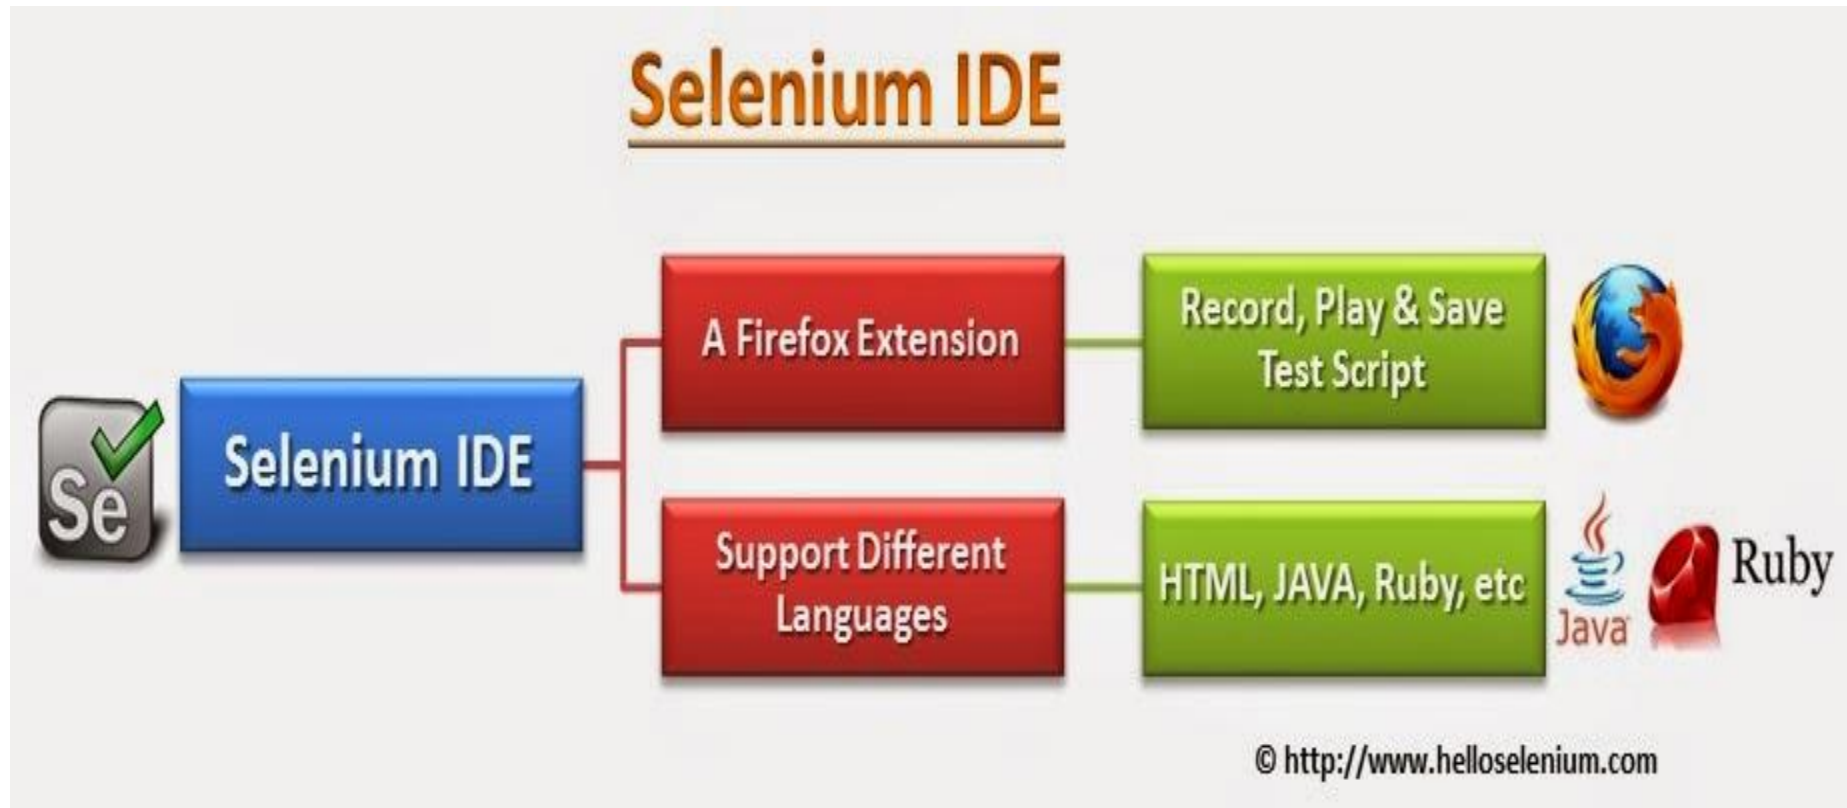 Selenium IDE
A Firefox Extension
Record, Play & Save
Test Script
Se
Selenium IDE
Support Different
Languages
HTML, JAVA, Ruby, etc
Java
Ruby
© http://www.helloselenium.com